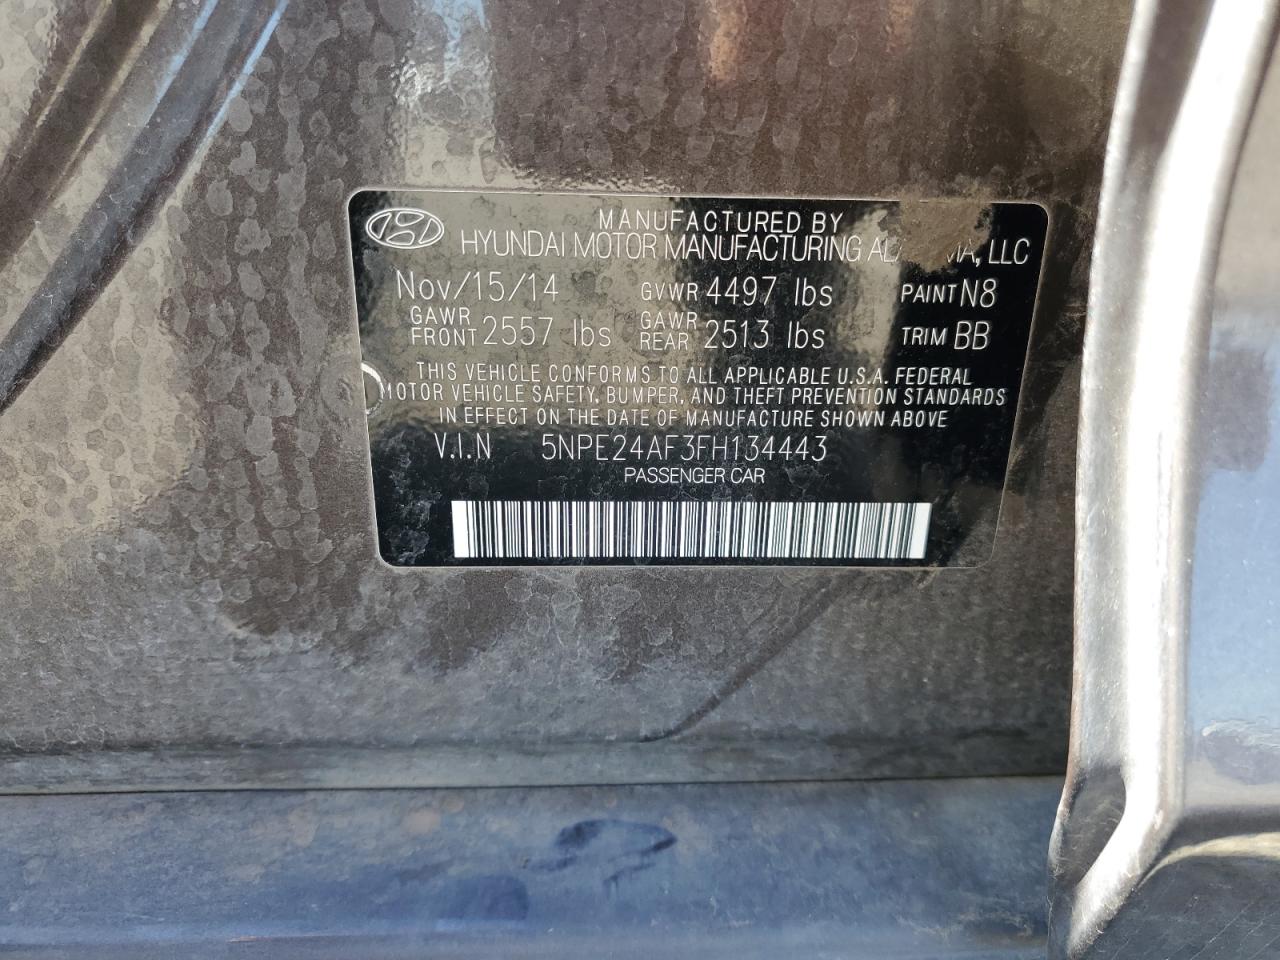 MANUFACTURED BY
HYUNDAI MOTOR MANUFACTURING LLC
Nov/15/14 GVWR 4497 lbs PAINT N8
GAWR FRONT 2557 lbs GAWR REAR 2513 lbs TRIM BB
THIS VEHICLE CONFORMS TO ALL APPLICABLE U.S.A. FEDERAL
MOTOR VEHICLE SAFETY, BUMPER, AND THEFT PREVENTION STANDARDS
IN EFFECT ON THE DATE OF MANUFACTURE SHOWN ABOVE
V.I.N 5NPE24AF3FH134443
PASSENGER CAR